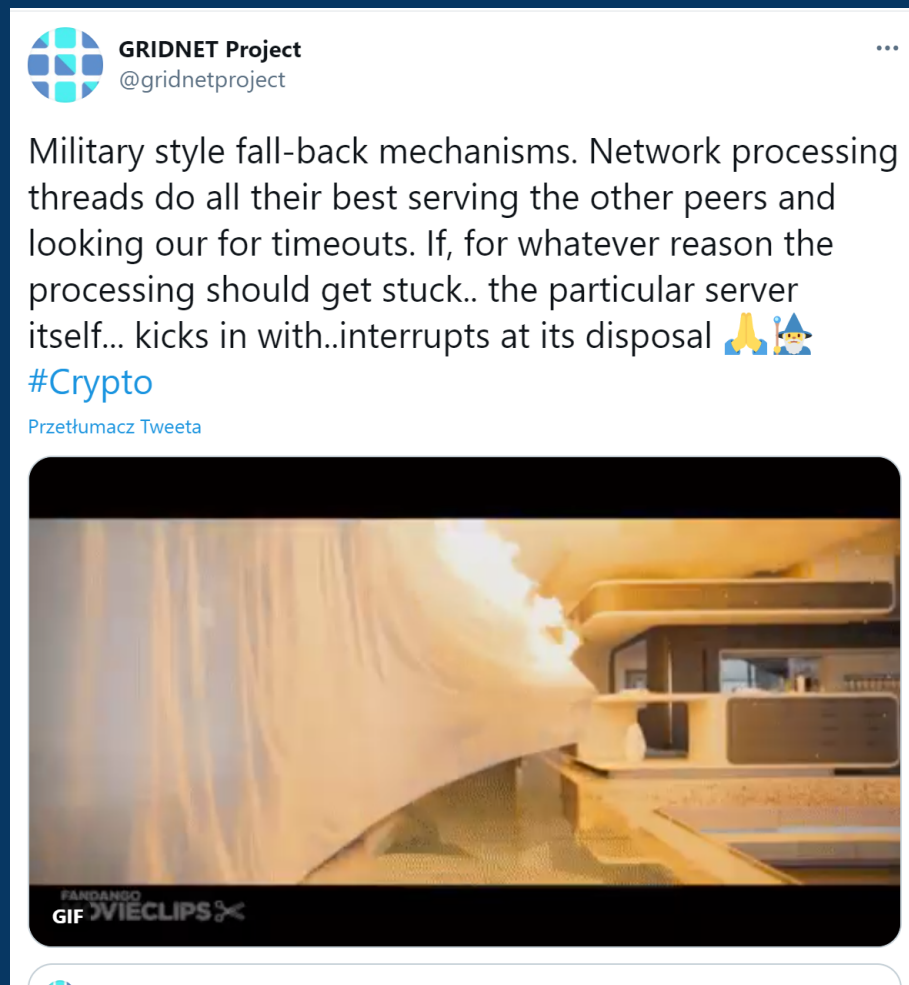 GRIDNET Project
@gridnetproject
Military style fall-back mechanisms. Network processing
threads do all their best serving the other peers and
looking our for timeouts. If, for whatever reason the
processing should get stuck.. the particular server
itself... kicks in with..interrupts at its disposal 🙏🧙‍♂️
#Crypto
Przetłumacz Tweeta
FANDANGO
GIF OVIECLIPS